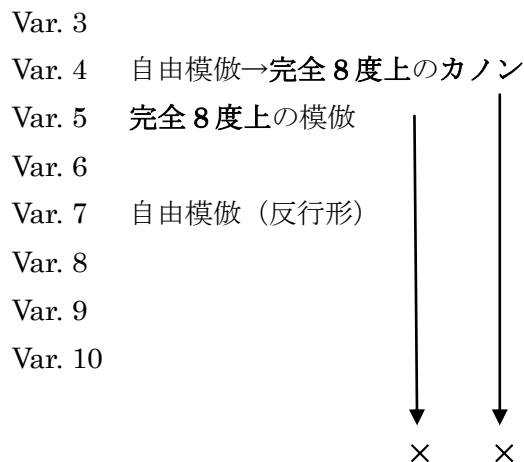 Var. 3
Var. 4 自由模倣→完全８度上のカノン
Var. 5 完全８度上の模倣
Var. 6
Var. 7 自由模倣（反行形）
Var. 8
Var. 9
Var. 10
× ×